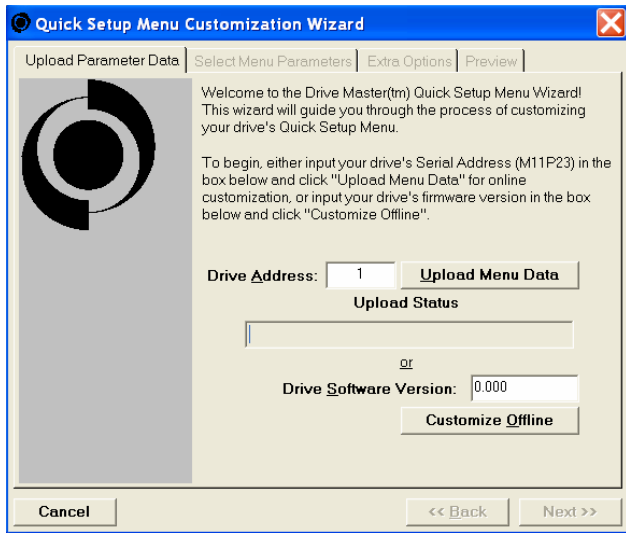 Quick Setup Menu Customization Wizard
Upload Parameter Data Select Menu Parameters Extra Options Preview
Welcome to the Drive Master(tm) Quick Setup Menu Wizard!
This wizard will guide you through the process of customizing
your drive's Quick Setup Menu.
To begin, either input your drive's Serial Address (M11P23) in the
box below and click "Upload Menu Data" for online
customization, or input your drive's firmware version in the box
below and click "Customize Offline".
Drive Address: 1 Upload Menu Data
Upload Status
or
Drive Software Version: 0.000
Customize Offline
Cancel << Back Next >>